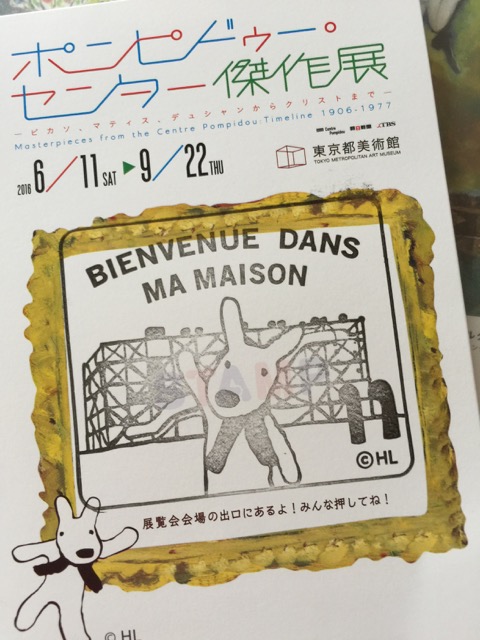 ポンピドゥー・
センター傑作展
―ピカソ、マティス、デュシャンからクリストまで―
Masterpieces from the Centre Pompidou: Timeline 1906-1977
Centre Pompidou TBS
2016 6/11 SAT ▶ 9/22 THU
東京都美術館
TOKYO METROPOLITAN ART MUSEUM
BIENVENUE DANS
MA MAISON
STAMP
©HL
展覧会会場の出口にあるよ!みんな押してね!
©HL